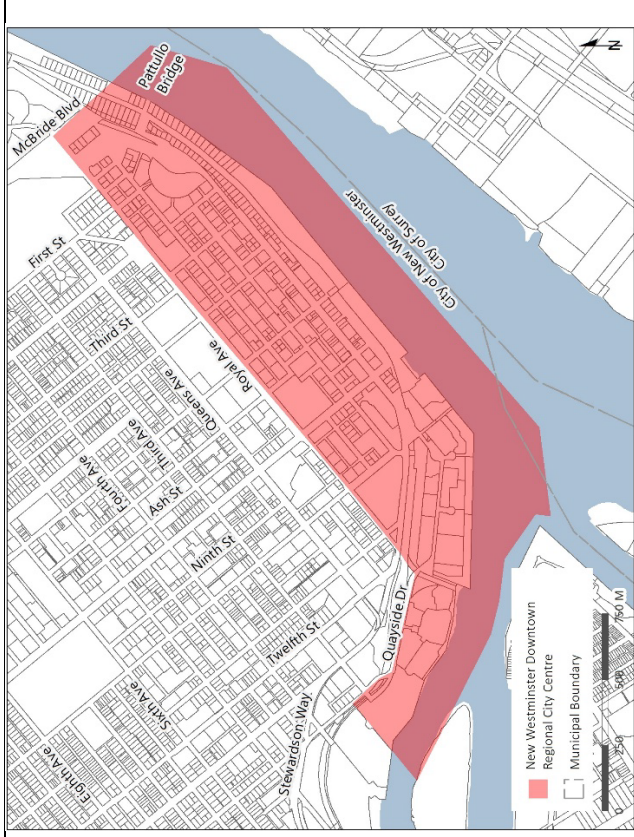 N
McBride Blvd
Pattullo
Bridge
First St
Third St
Queens Ave
Royal Ave
Third Ave
Fourth Ave
Ash St
Ninth St
Twelfth St
Sixth Ave
Eighth Ave
Stewardson Way
Quayside Dr
City of New Westminster
City of Surrey
New Westminster Downtown
Regional City Centre
Municipal Boundary
0 250 500 750 M